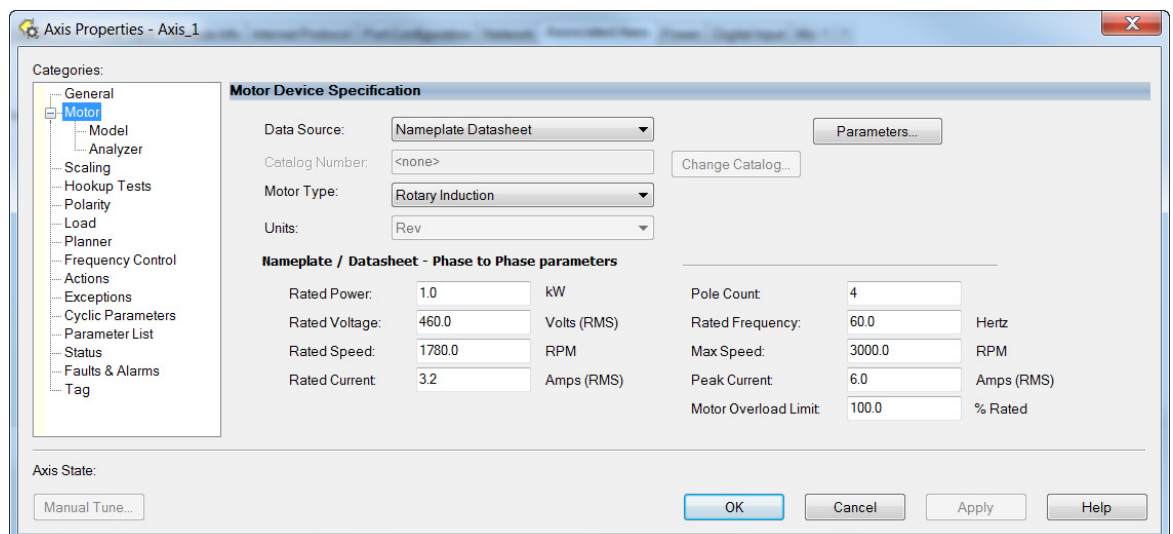 Axis Properties - Axis_1
X
Categories:
General
Motor
Model
Analyzer
Scaling
Hookup Tests
Polarity
Load
Planner
Frequency Control
Actions
Exceptions
Cyclic Parameters
Parameter List
Status
Faults & Alarms
Tag
Motor Device Specification
Data Source: Nameplate Datasheet Parameters...
Catalog Number: <none> Change Catalog...
Motor Type: Rotary Induction
Units: Rev
Nameplate / Datasheet - Phase to Phase parameters
Rated Power: 1.0 kW Pole Count: 4
Rated Voltage: 460.0 Volts (RMS) Rated Frequency: 60.0 Hertz
Rated Speed: 1780.0 RPM Max Speed: 3000.0 RPM
Rated Current: 3.2 Amps (RMS) Peak Current: 6.0 Amps (RMS)
Motor Overload Limit: 100.0 % Rated
Axis State:
Manual Tune... OK Cancel Apply Help